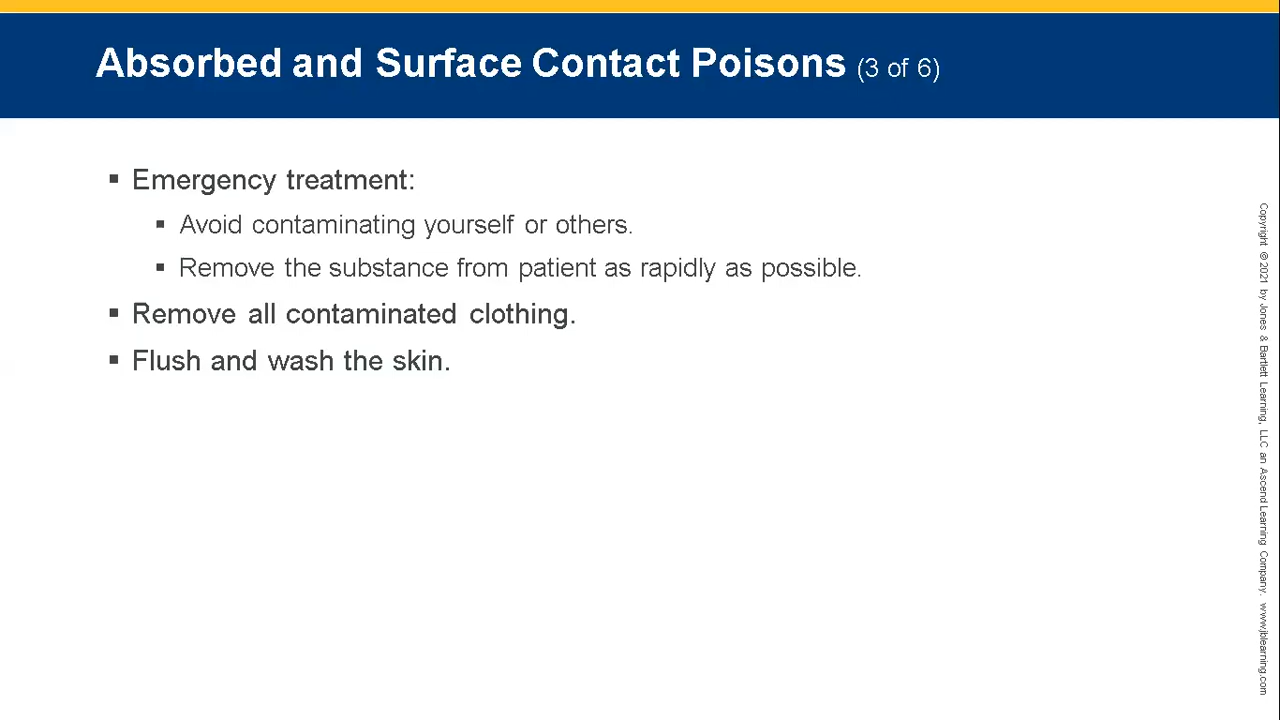 Absorbed and Surface Contact Poisons (3 of 6)
▪ Emergency treatment:
▪ Avoid contaminating yourself or others.
▪ Remove the substance from patient as rapidly as possible.
▪ Remove all contaminated clothing.
▪ Flush and wash the skin.
Copyright © 2021 by Jones & Bartlett Learning, LLC an Ascend Learning Company. www.jblearning.com